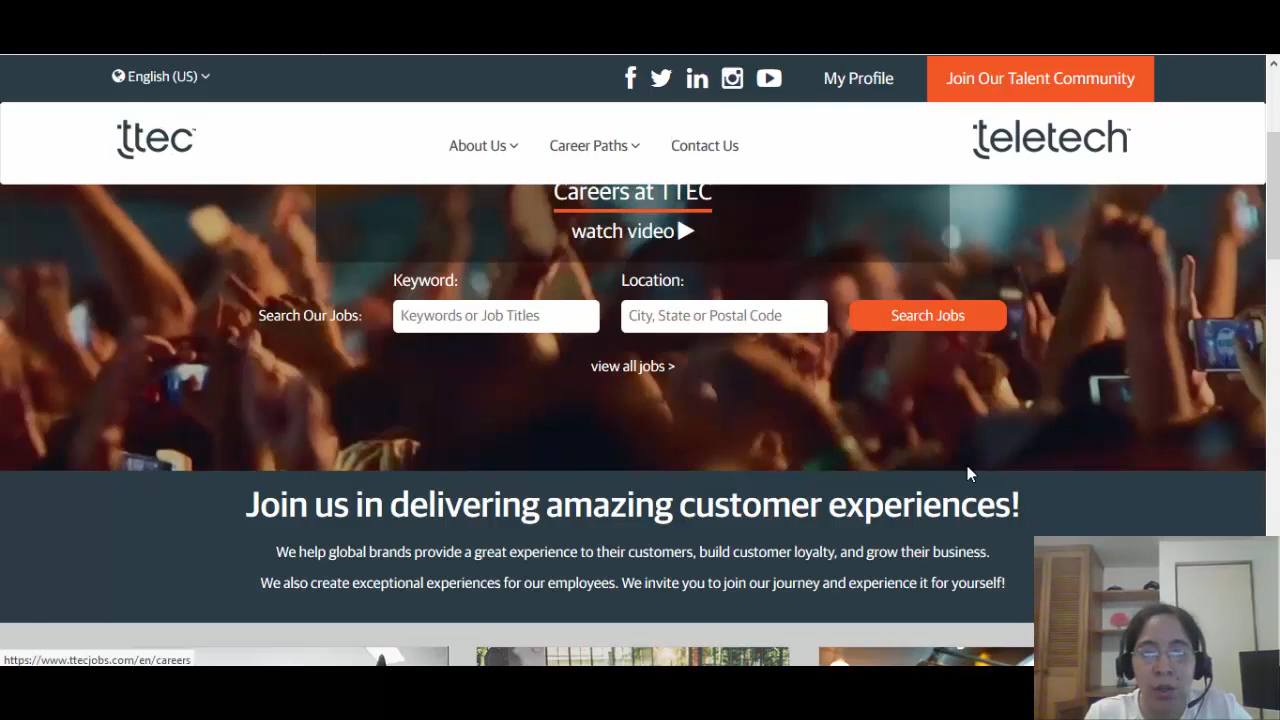 English (US)
My Profile
Join Our Talent Community
ttec™
About Us
Career Paths
Contact Us
teletech™
Careers at TTEC
watch video
Keyword:
Location:
Search Our Jobs:
Keywords or Job Titles
City, State or Postal Code
Search Jobs
view all jobs >
Join us in delivering amazing customer experiences!
We help global brands provide a great experience to their customers, build customer loyalty, and grow their business.
We also create exceptional experiences for our employees. We invite you to join our journey and experience it for yourself!
https://www.ttecjobs.com/en/careers